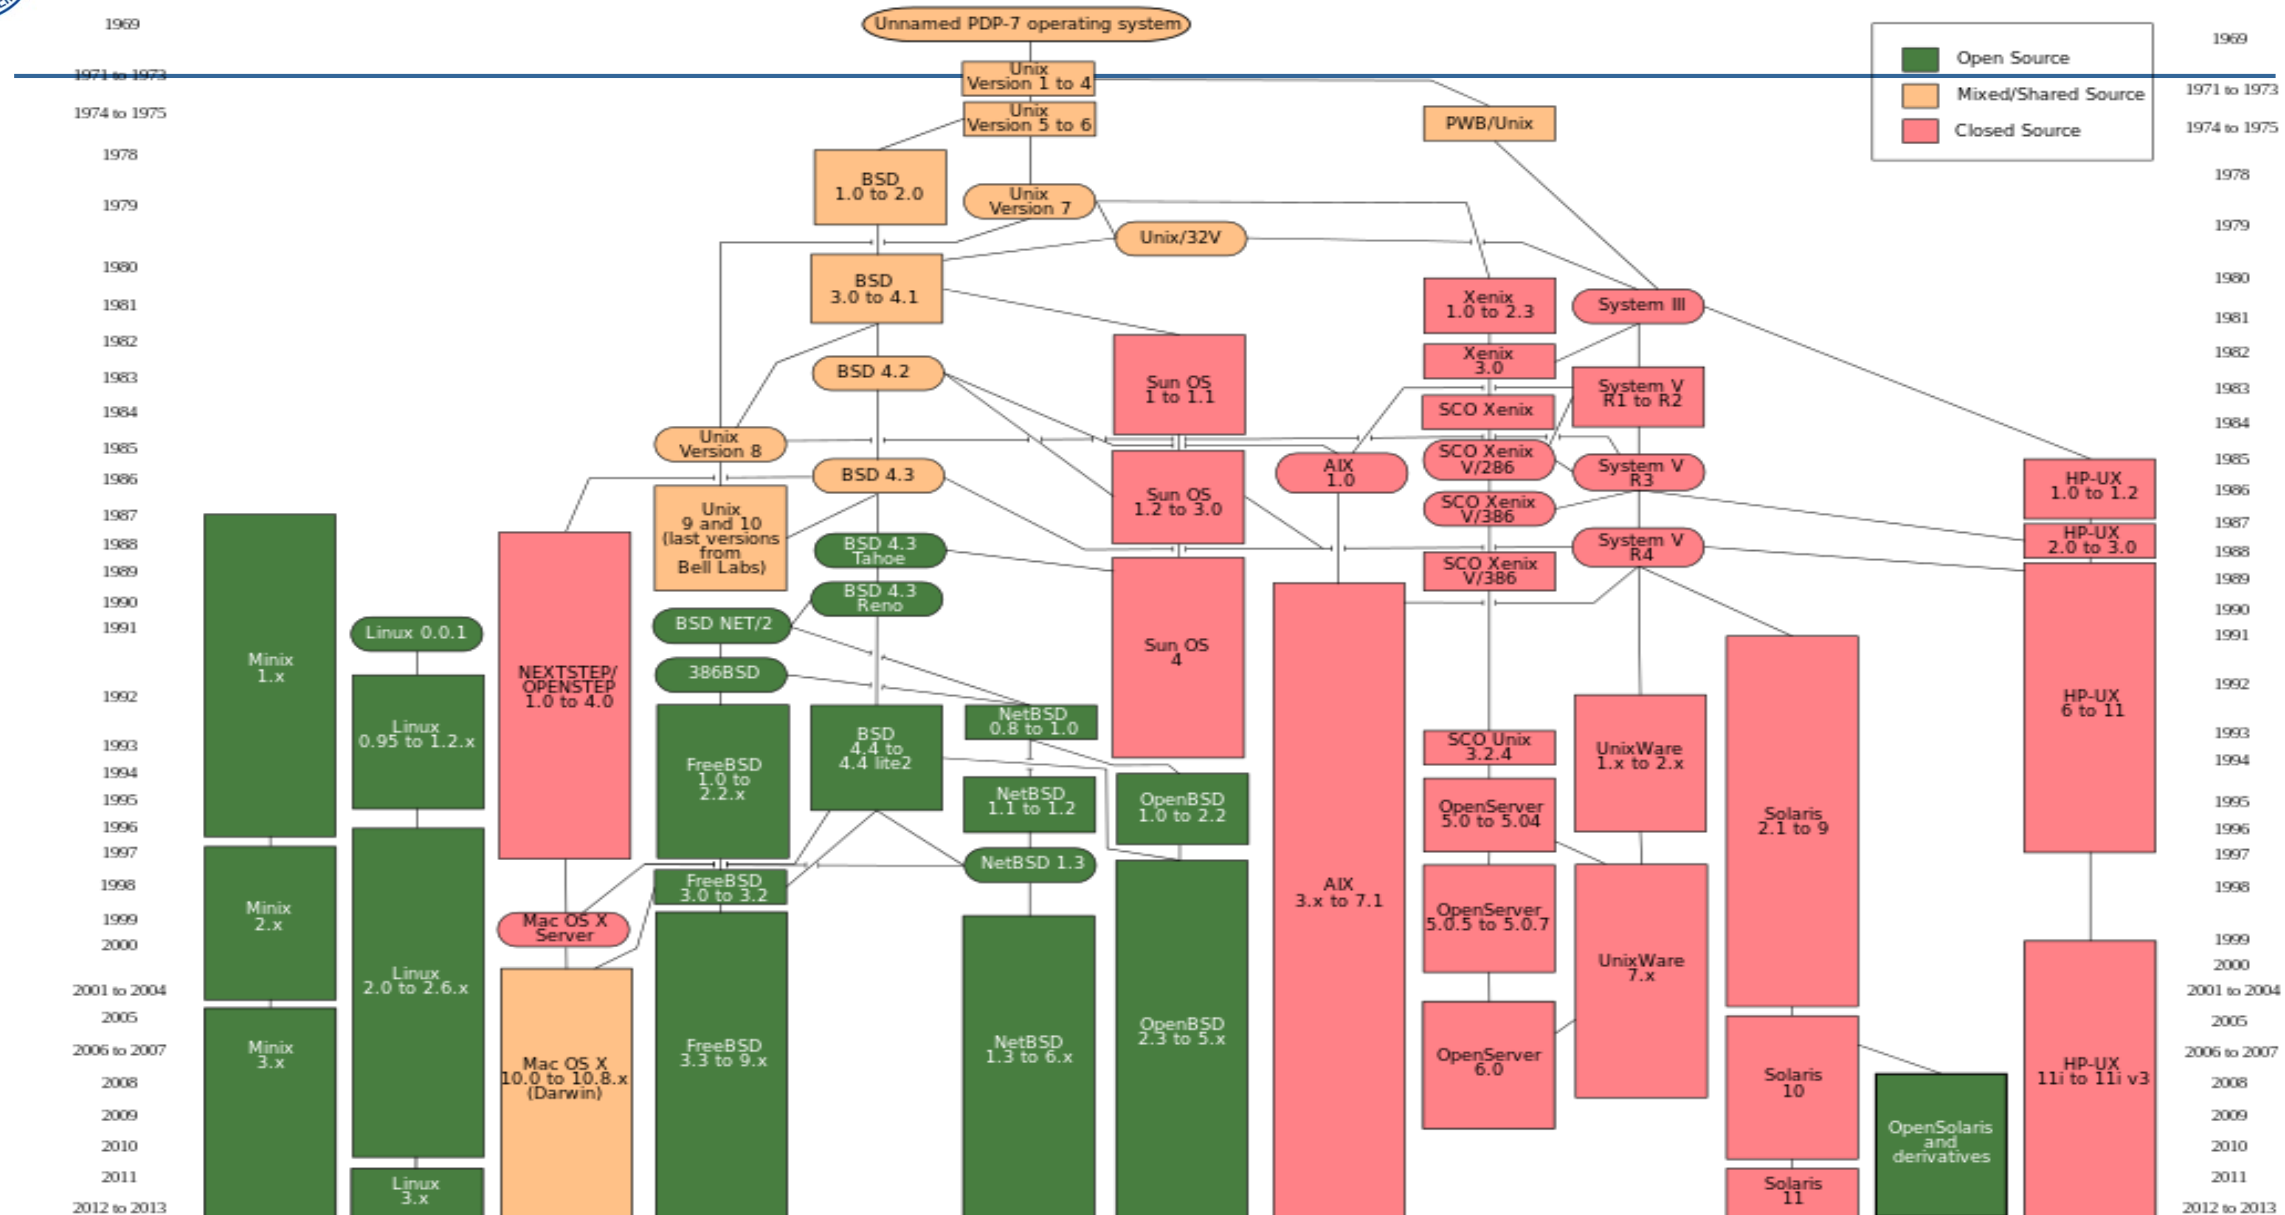 Unnamed PDP-7 operating system
1969
1969
Open Source
Mixed/Shared Source
Closed Source
1971 to 1973
Unix
Version 1 to 4
1971 to 1973
1974 to 1975
Unix
Version 5 to 6
PWB/Unix
1974 to 1975
1978
BSD
1.0 to 2.0
1978
1979
Unix
Version 7
Unix/32V
1979
1980
BSD
3.0 to 4.1
Xenix
1.0 to 2.3
System III
1980
1981
1981
1982
Xenix
3.0
1982
1983
BSD 4.2
Sun OS
1 to 1.1
System V
R1 to R2
1983
1984
SCO Xenix
1984
1985
Unix
Version 8
SCO Xenix
V/286
System V
R3
1985
1986
BSD 4.3
AIX
1.0
HP-UX
1.0 to 1.2
1986
1987
Unix
9 and 10
(last versions
from
Bell Labs)
Sun OS
1.2 to 3.0
SCO Xenix
V/386
1987
1988
BSD 4.3
Tahoe
System V
R4
HP-UX
2.0 to 3.0
1988
1989
SCO Xenix
V/386
1989
1990
BSD 4.3
Reno
1990
1991
Linux 0.0.1
BSD NET/2
1991
Minix
1.x
NEXTSTEP/
OPENSTEP
1.0 to 4.0
386BSD
Sun OS
4
1992
1992
Linux
0.95 to 1.2.x
BSD
4.4 to
4.4 lite2
NetBSD
0.8 to 1.0
HP-UX
6 to 11
1993
SCO Unix
3.2.4
UnixWare
1.x to 2.x
1993
1994
FreeBSD
1.0 to
2.2.x
1994
1995
NetBSD
1.1 to 1.2
OpenBSD
1.0 to 2.2
OpenServer
5.0 to 5.04
Solaris
2.1 to 9
1995
1996
1996
1997
NetBSD 1.3
1997
1998
FreeBSD
3.0 to 3.2
AIX
3.x to 7.1
1998
Minix
2.x
1999
Mac OS X
Server
OpenServer
5.0.5 to 5.0.7
1999
2000
UnixWare
7.x
2000
2001 to 2004
Linux
2.0 to 2.6.x
2001 to 2004
2005
OpenBSD
2.3 to 5.x
2005
2006 to 2007
Minix
3.x
FreeBSD
3.3 to 9.x
NetBSD
1.3 to 6.x
OpenServer
6.0
2006 to 2007
2008
Mac OS X
10.0 to 10.8.x
(Darwin)
Solaris
10
HP-UX
11i to 11i v3
2008
2009
2009
2010
OpenSolaris
and
derivatives
2010
2011
Linux
3.x
Solaris
11
2011
2012 to 2013
2012 to 2013